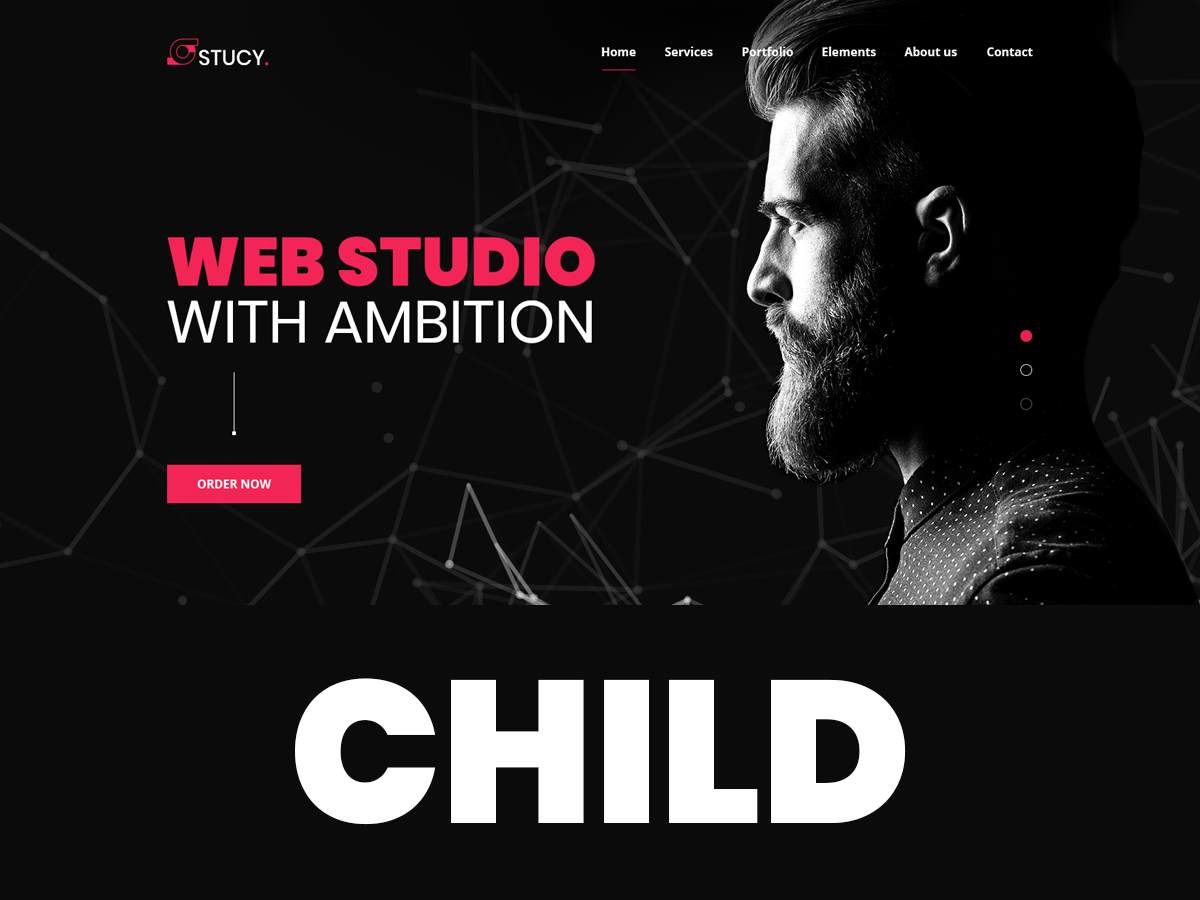 STUCY.
Home Services Portfolio Elements About us Contact
WEB STUDIO
WITH AMBITION
ORDER NOW
CHILD